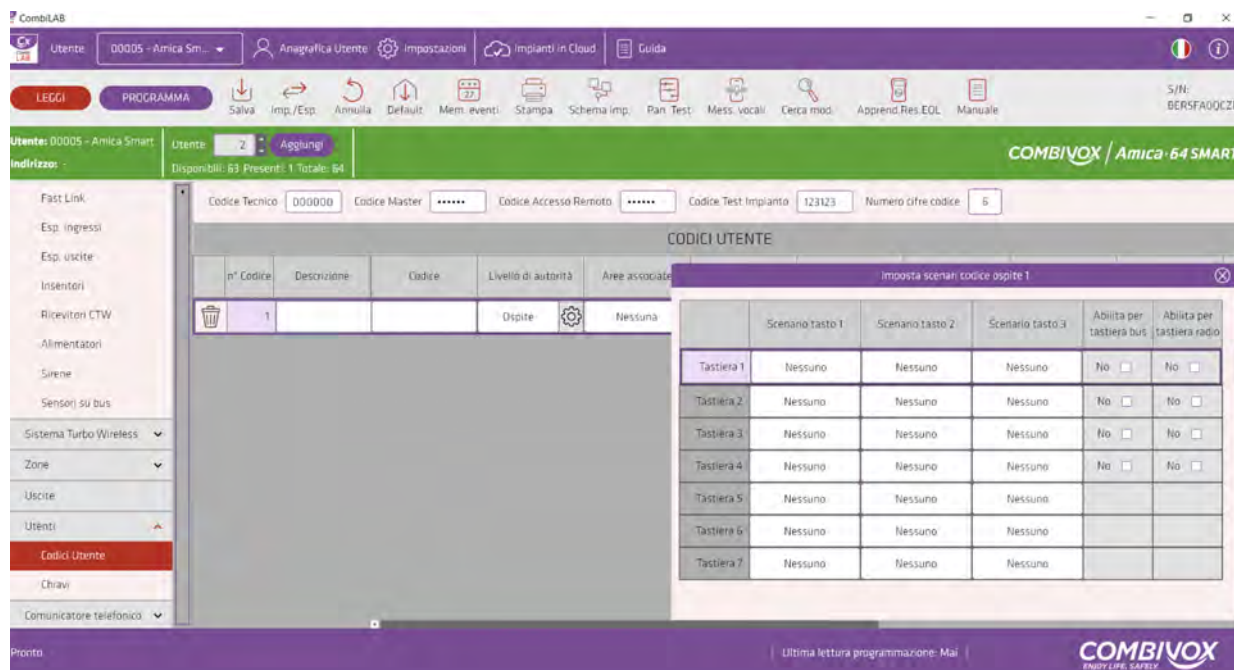 CombiLAB
Utente 00005 - Amica Sm... Anagrafica Utente Impostazioni Impianti in Cloud Guida
LEGGI PROGRAMMA Salva Imp./Esp. Annulla Default Mem. eventi Stampa Schema imp. Pan. Test Mess. vocali Cerca mod. Apprend.Res.EOL Manuale
S/N:
Utente: 00005 - Amica Smart
Indirizzo: -
Utente 2 Aggiungi
Disponibili: 63 Presenti: 1 Totale: 64
COMBIVOX / Amica 64 SMART
Fast Link
Esp. ingressi
Esp. uscite
Inseritori
Ricevitori CTW
Alimentatori
Sirene
Sensori su bus
Sistema Turbo Wireless
Zone
Uscite
Utenti
Codici Utente
Chiavi
Comunicatore telefonico
Codice Tecnico 000000 Codice Master •••••• Codice Accesso Remoto •••••• Codice Test Impianto 123123 Numero cifre codice 6
CODICI UTENTE
n° Codice Descrizione Codice Livello di autorità Aree associate
1 Ospite Nessuna
Imposta scenari codice ospite 1
Scenario tasto 1 Scenario tasto 2 Scenario tasto 3 Abilita per tastiera bus Abilita per tastiera radio
Tastiera 1 Nessuno Nessuno Nessuno No No
Tastiera 2 Nessuno Nessuno Nessuno No No
Tastiera 3 Nessuno Nessuno Nessuno No No
Tastiera 4 Nessuno Nessuno Nessuno No No
Tastiera 5 Nessuno Nessuno Nessuno
Tastiera 6 Nessuno Nessuno Nessuno
Tastiera 7 Nessuno Nessuno Nessuno
Pronto Ultima lettura programmazione: Mai
COMBIVOX
ENJOY LIFE, SAFELY